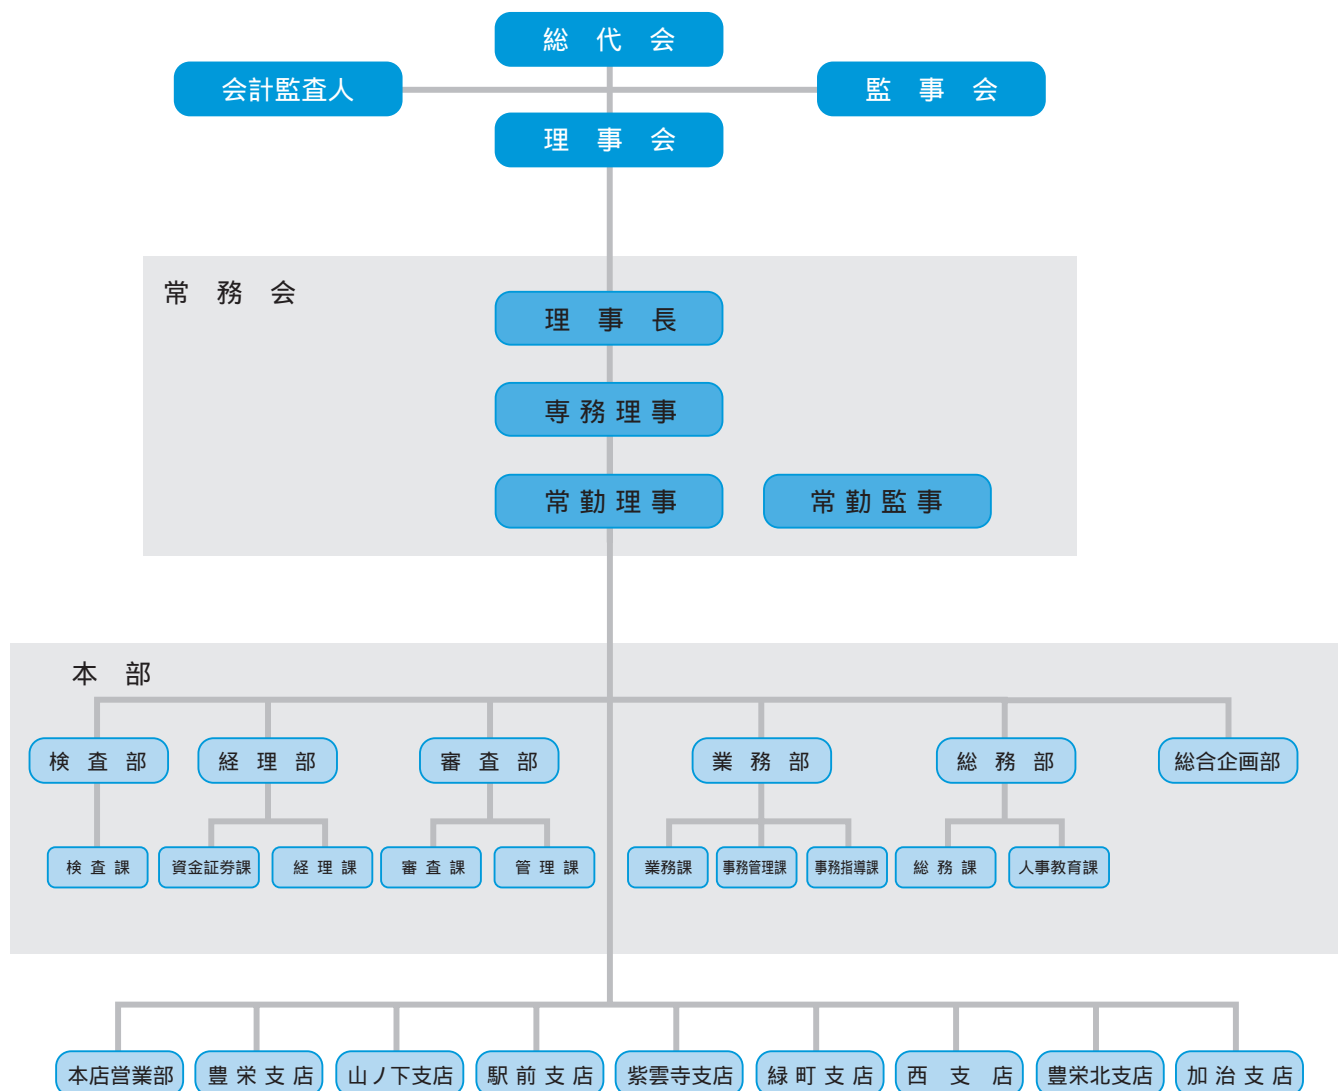 総代会
会計監査人
監事会
理事会
常務会
理事長
専務理事
常勤理事
常勤監事
本部
検査部
経理部
審査部
業務部
総務部
総合企画部
検査課
資金証券課
経理課
審査課
管理課
業務課
事務管理課
事務指導課
総務課
人事教育課
本店営業部
豊栄支店
山ノ下支店
駅前支店
紫雲寺支店
緑町支店
西支店
豊栄北支店
加治支店